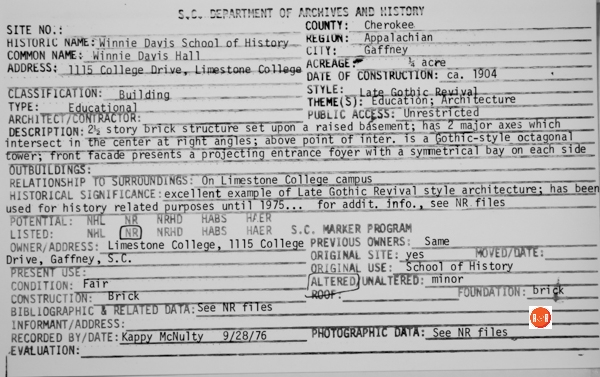 S.C. DEPARTMENT OF ARCHIVES AND HISTORY
SITE NO.:
COUNTY: Cherokee
HISTORIC NAME: Winnie Davis School of History
REGION: Appalachian
COMMON NAME: Winnie Davis Hall
CITY: Gaffney
ADDRESS: 1115 College Drive, Limestone College
ACREAGE: ¼ acre
DATE OF CONSTRUCTION: ca. 1904
CLASSIFICATION: Building
STYLE: Late Gothic Revival
TYPE: Educational
THEME(S): Education; Architecture
ARCHITECT/CONTRACTOR:
PUBLIC ACCESS: Unrestricted
DESCRIPTION: 2½ story brick structure set upon a raised basement; has 2 major axes which
intersect in the center at right angles; above point of inter. is a Gothic-style octagonal
tower; front facade presents a projecting entrance foyer with a symmetrical bay on each side
OUTBUILDINGS:
RELATIONSHIP TO SURROUNDINGS: On Limestone College campus
HISTORICAL SIGNIFICANCE: excellent example of Late Gothic Revival style architecture; has been
used for history related purposes until 1975... for addit. info., see NR files
POTENTIAL: NHL NR NRHD HABS HAER
LISTED: NHL NR NRHD HABS HAER S.C. MARKER PROGRAM
OWNER/ADDRESS: Limestone College, 1115 College
PREVIOUS OWNERS: Same
Drive, Gaffney, S.C.
ORIGINAL SITE: yes MOVED/DATE:
PRESENT USE:
ORIGINAL USE: School of History
CONDITION: Fair
ALTERED/UNALTERED: minor
CONSTRUCTION: Brick
ROOF: FOUNDATION: brick
BIBLIOGRAPHIC & RELATED DATA: See NR files
INFORMANT/ADDRESS:
RECORDED BY/DATE: Kappy McNulty 9/28/76
PHOTOGRAPHIC DATA: See NR files
EVALUATION: